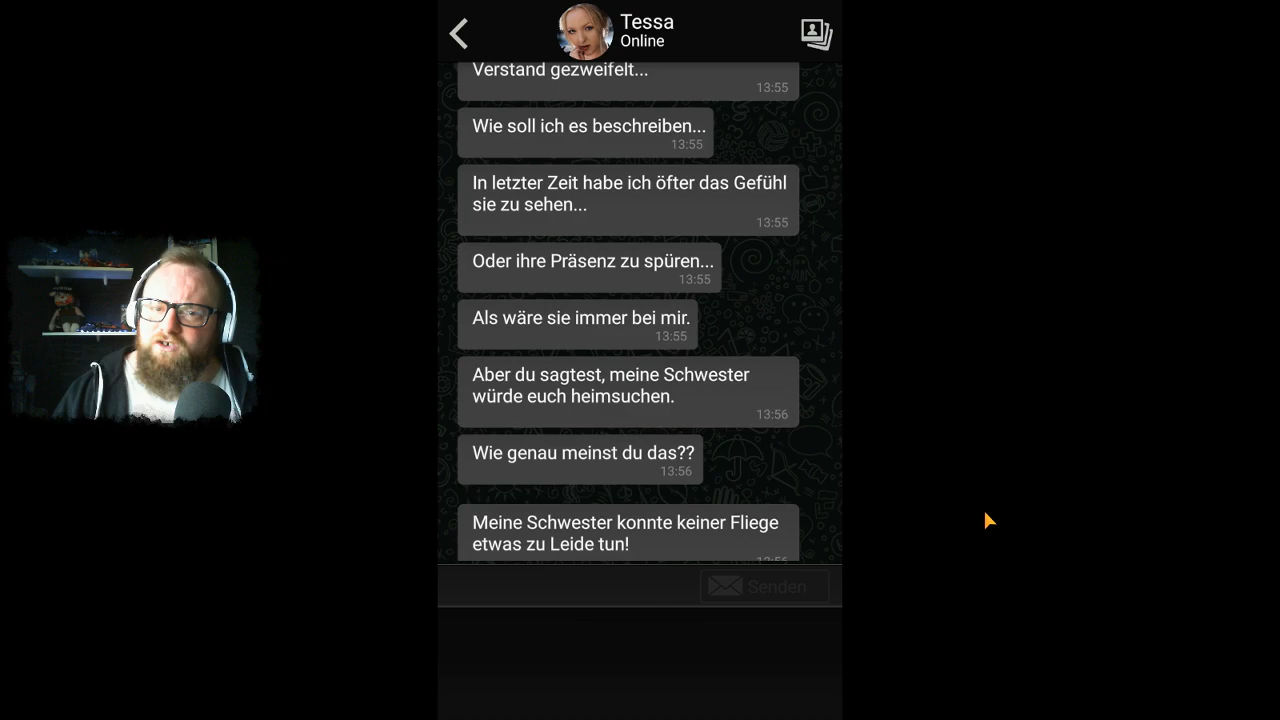 Tessa
Online
Verstand gezweifelt...
13:55
Wie soll ich es beschreiben...
13:55
In letzter Zeit habe ich öfter das Gefühl
sie zu sehen...
13:55
Oder ihre Präsenz zu spüren...
13:55
Als wäre sie immer bei mir.
13:55
Aber du sagtest, meine Schwester
würde euch heimsuchen.
13:56
Wie genau meinst du das??
13:56
Meine Schwester konnte keiner Fliege
etwas zu Leide tun!
13:56
Senden